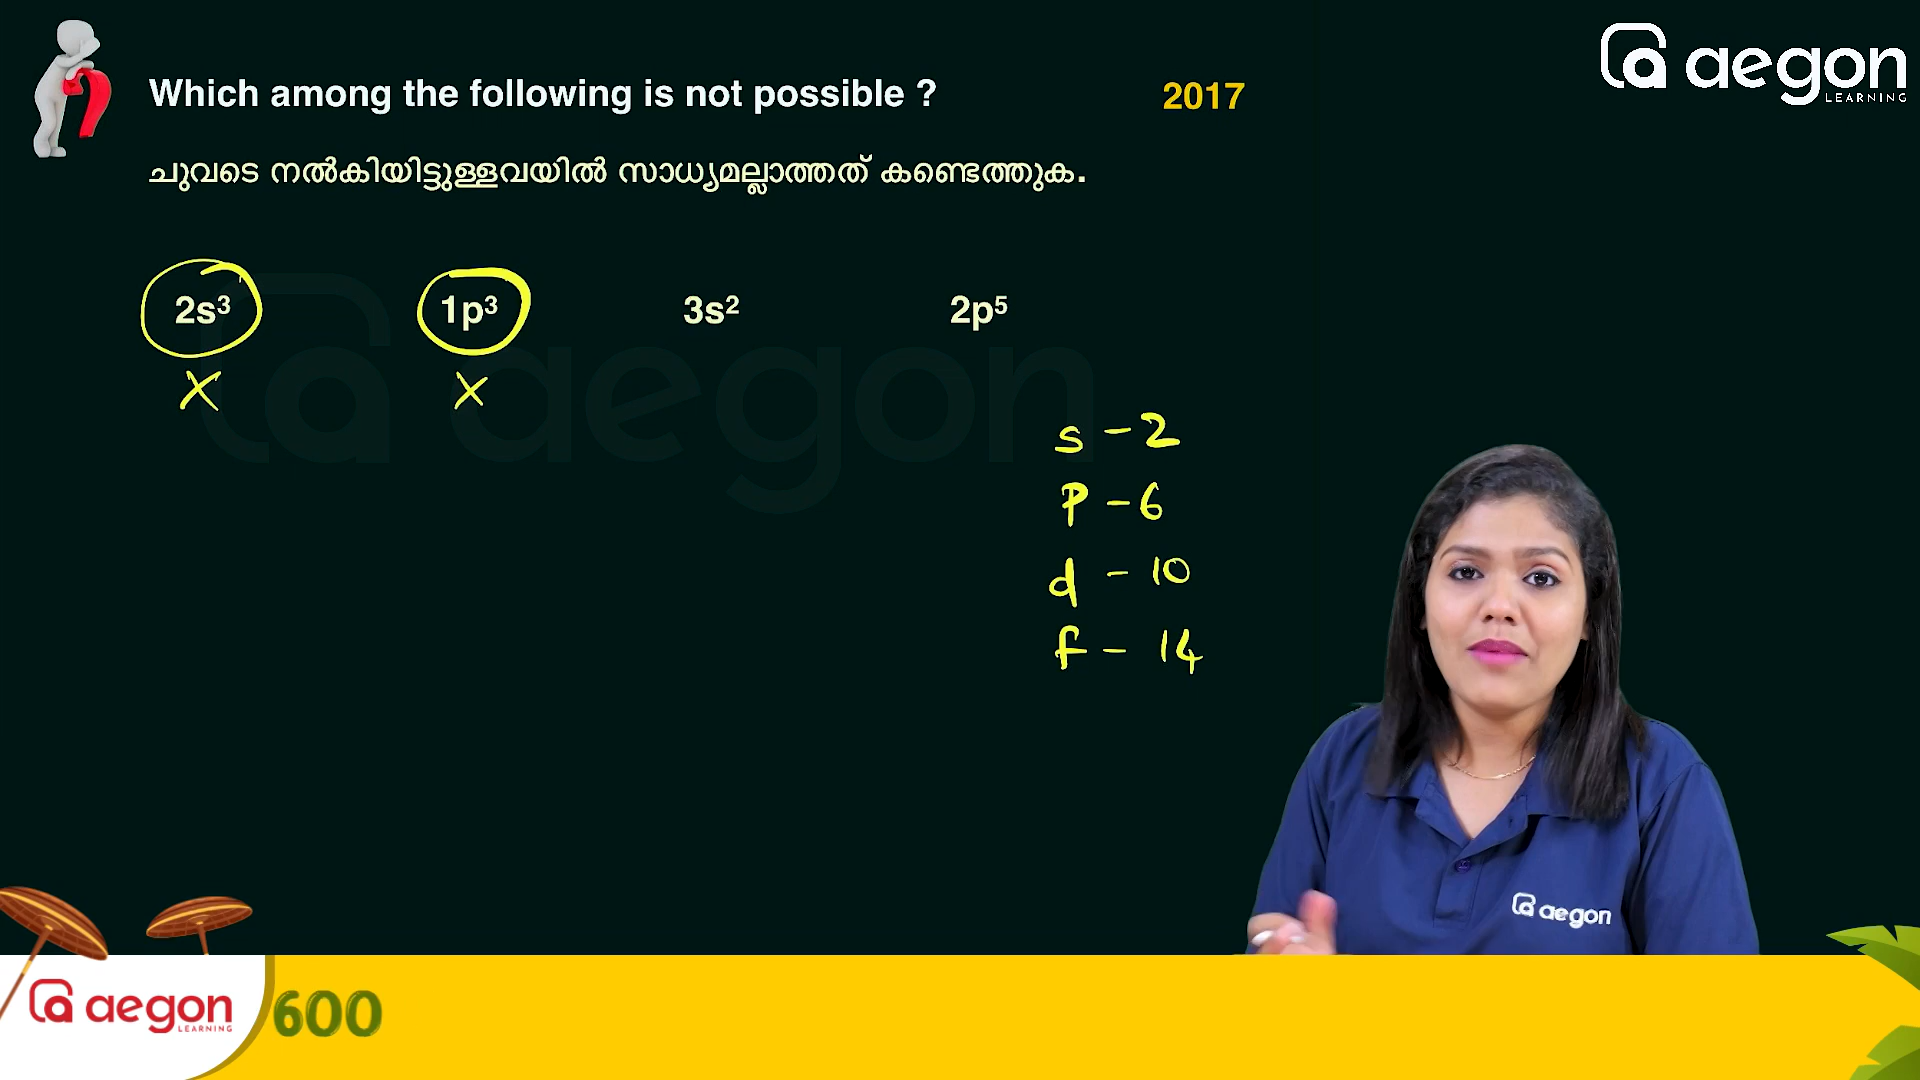 aegon
LEARNING
Which among the following is not possible ? 2017
ചുവടെ നൽകിയിട്ടുള്ളവയിൽ സാധ്യമല്ലാത്തത് കണ്ടെത്തുക.
2s³ 1p³ 3s² 2p⁵
X X
aegon
s - 2
P - 6
d - 10
f - 14
aegon
aegon
LEARNING
600